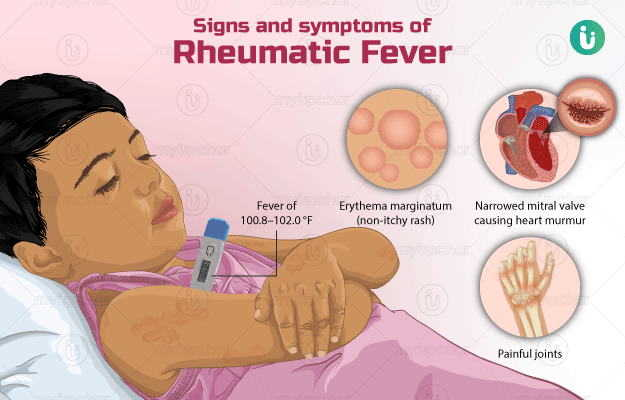 Signs and symptoms of
Rheumatic Fever
Fever of
100.8–102.0 °F
Erythema marginatum
(non-itchy rash)
Narrowed mitral valve
causing heart murmur
Painful joints